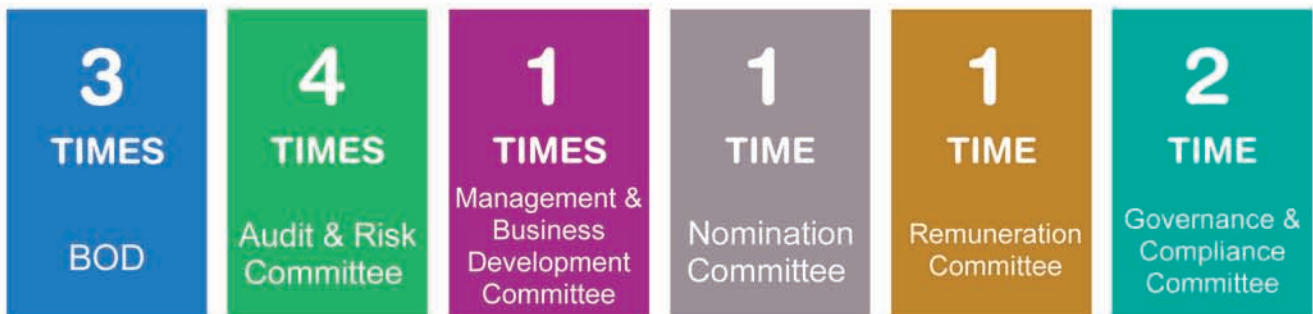 3
TIMES
BOD
4
TIMES
Audit & Risk
Committee
1
TIMES
Management &
Business
Development
Committee
1
TIME
Nomination
Committee
1
TIME
Remuneration
Committee
2
TIME
Governance &
Compliance
Committee